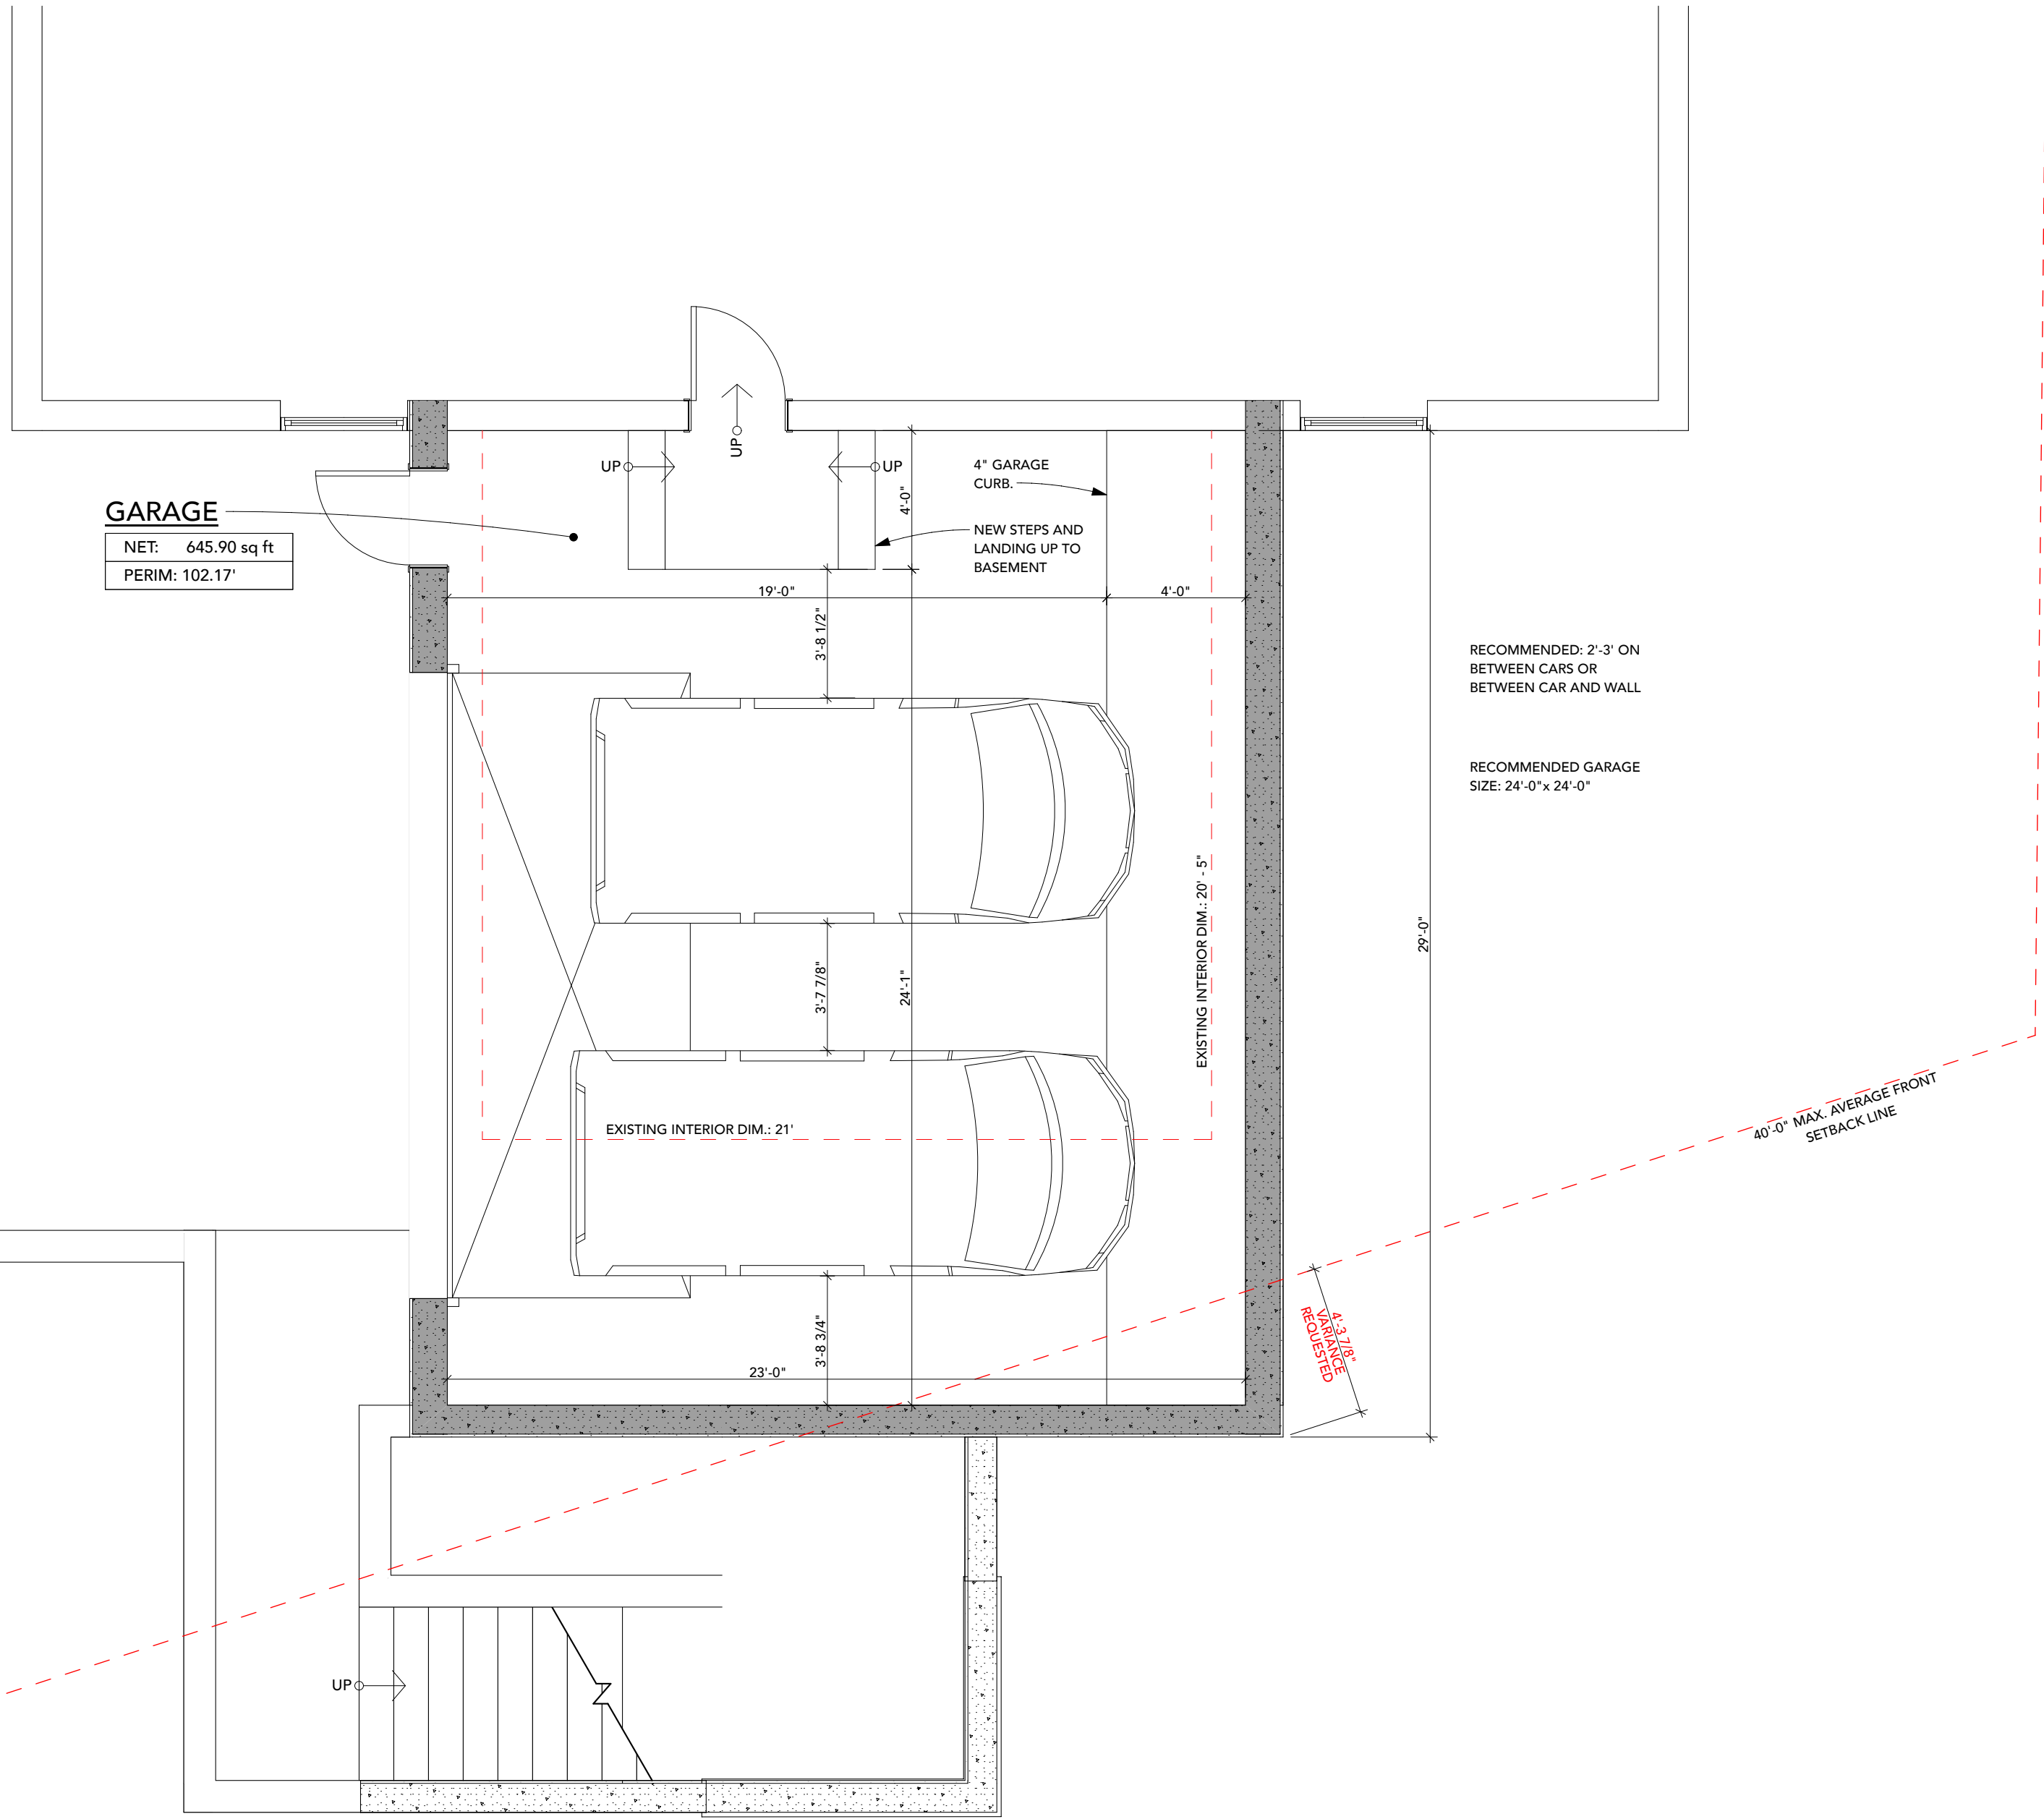 UP
UP
UP
4" GARAGE
CURB.
4'-0"
GARAGE
NET: 645.90 sq ft
PERIM: 102.17'
NEW STEPS AND
LANDING UP TO
BASEMENT
19'-0"
4'-0"
3'-8 1/2"
RECOMMENDED: 2'-3' ON
BETWEEN CARS OR
BETWEEN CAR AND WALL
RECOMMENDED GARAGE
SIZE: 24'-0"x 24'-0"
EXISTING INTERIOR DIM.: 20' - 5"
29'-0"
3'-7 7/8"
24'-1"
EXISTING INTERIOR DIM.: 21'
40'-0" MAX. AVERAGE FRONT
SETBACK LINE
4'-3 7/8"
VARIANCE
REQUESTED
3'-8 3/4"
23'-0"
UP